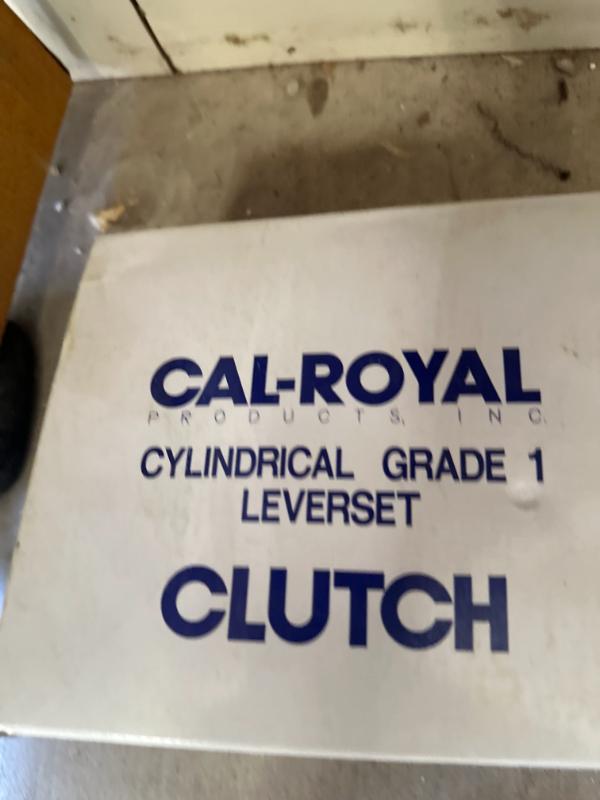 CAL-ROYAL
PRODUCTS, INC.
CYLINDRICAL GRADE 1
LEVERSET
CLUTCH